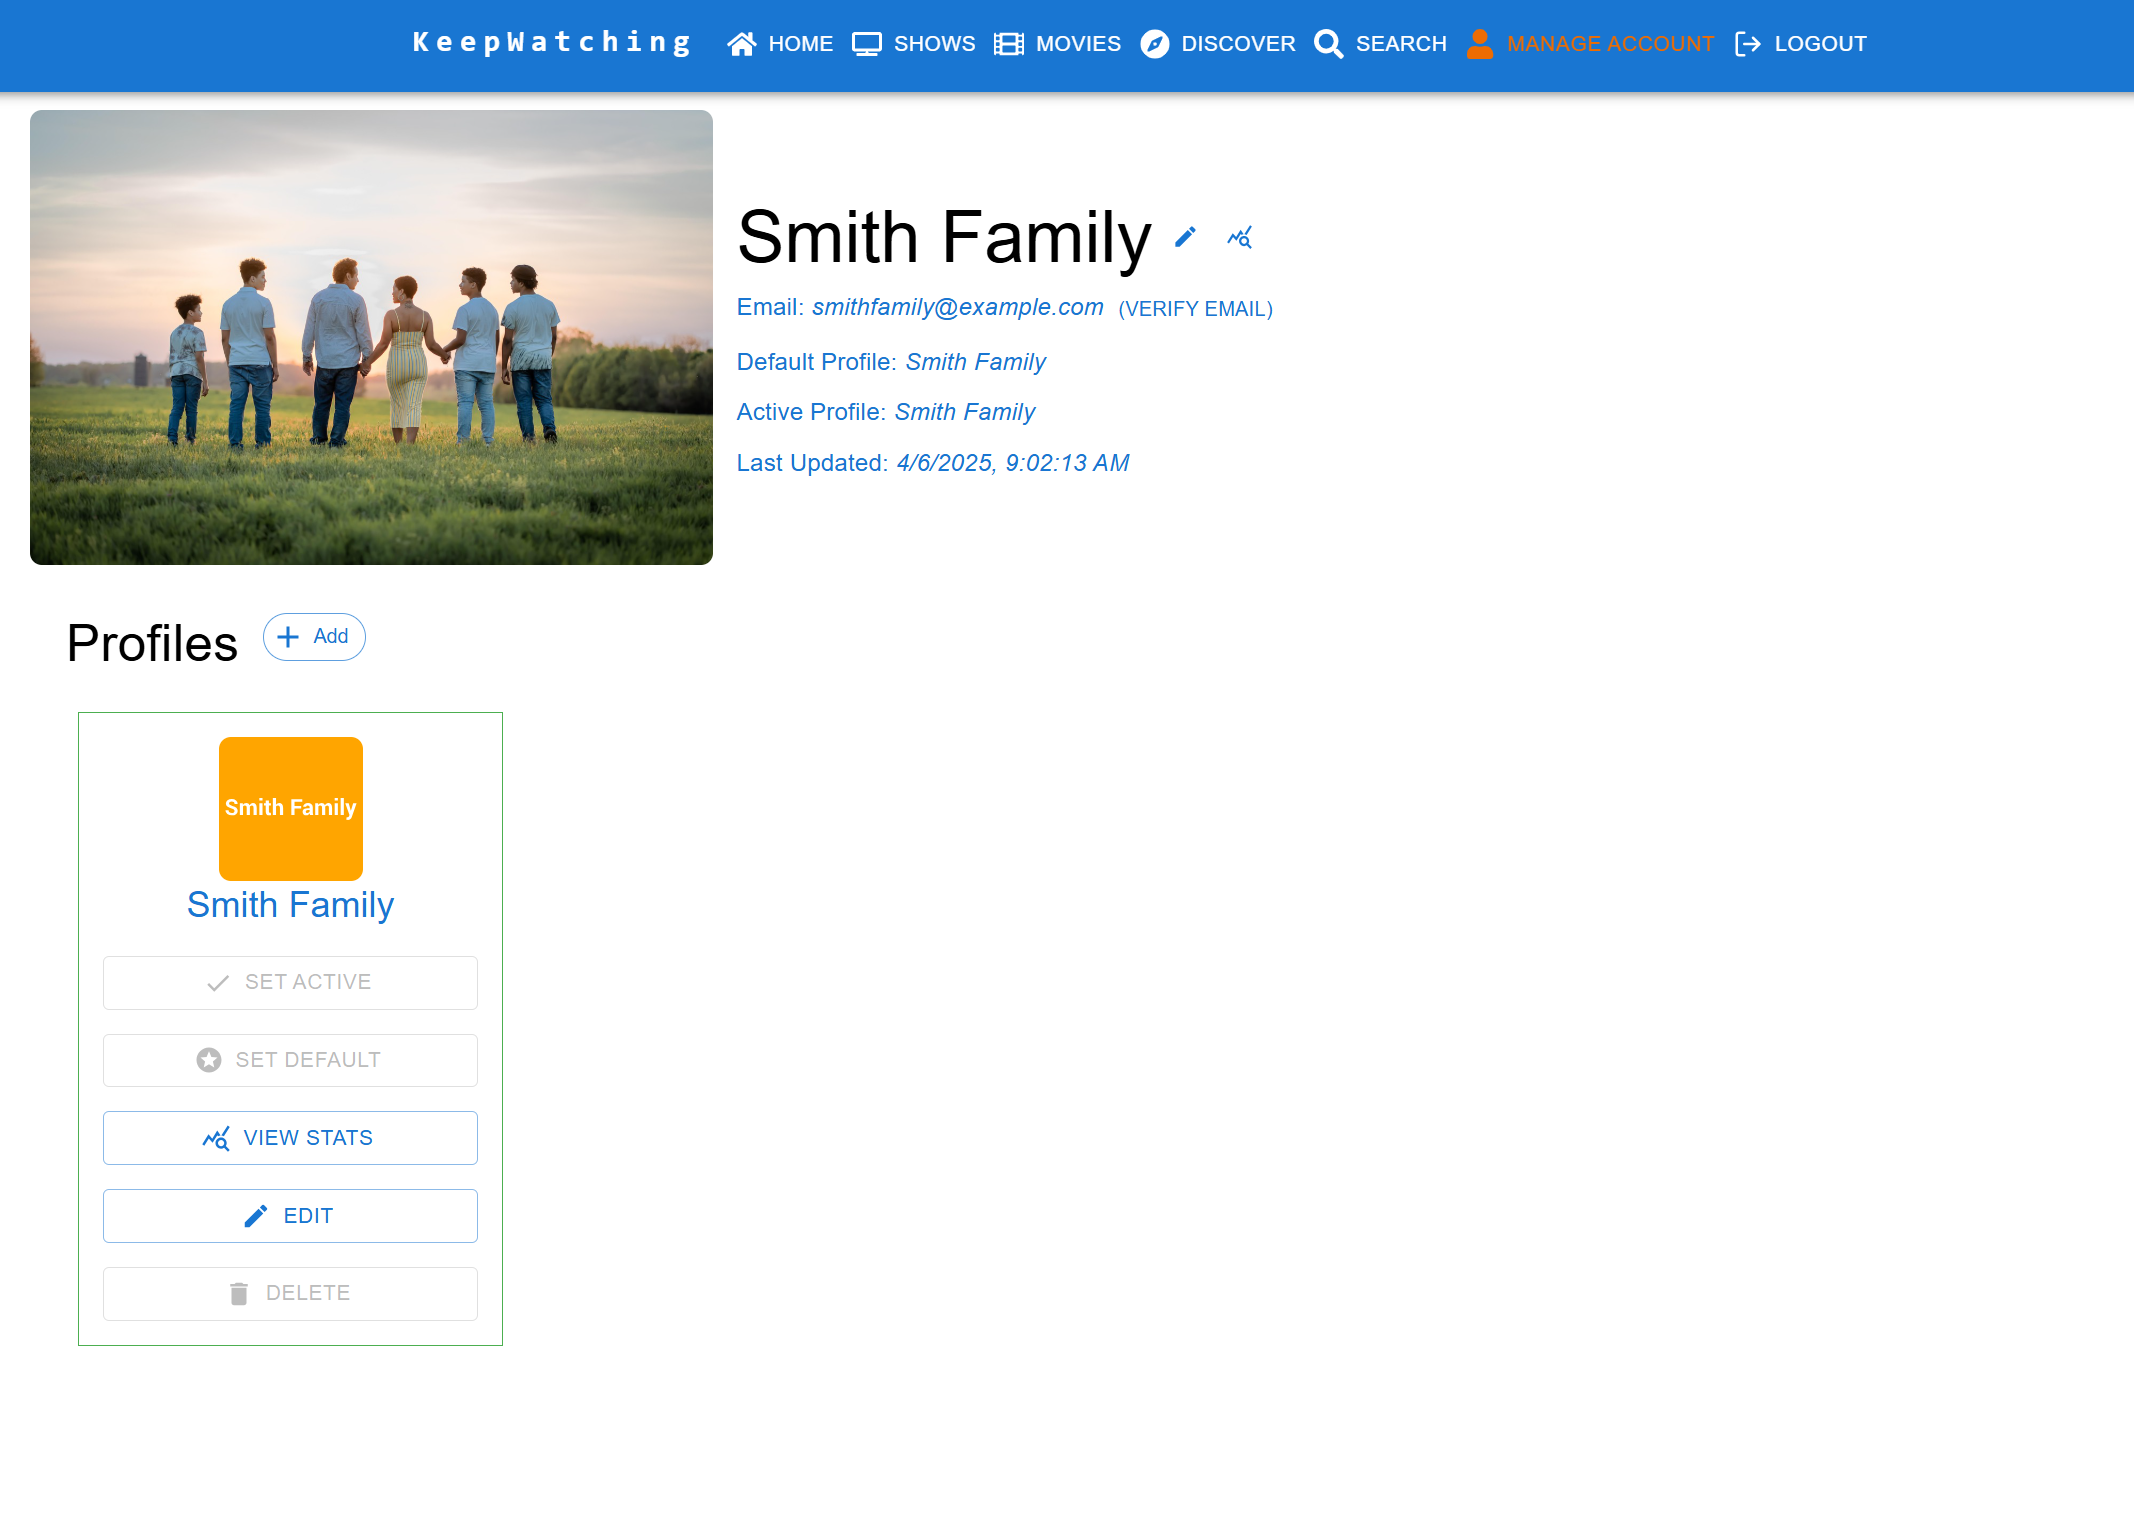 KeepWatching HOME SHOWS MOVIES DISCOVER SEARCH MANAGE ACCOUNT LOGOUT
Smith Family
Email: smithfamily@example.com (VERIFY EMAIL)
Default Profile: Smith Family
Active Profile: Smith Family
Last Updated: 4/6/2025, 9:02:13 AM
Profiles Add
Smith Family
Smith Family
SET ACTIVE
SET DEFAULT
VIEW STATS
EDIT
DELETE